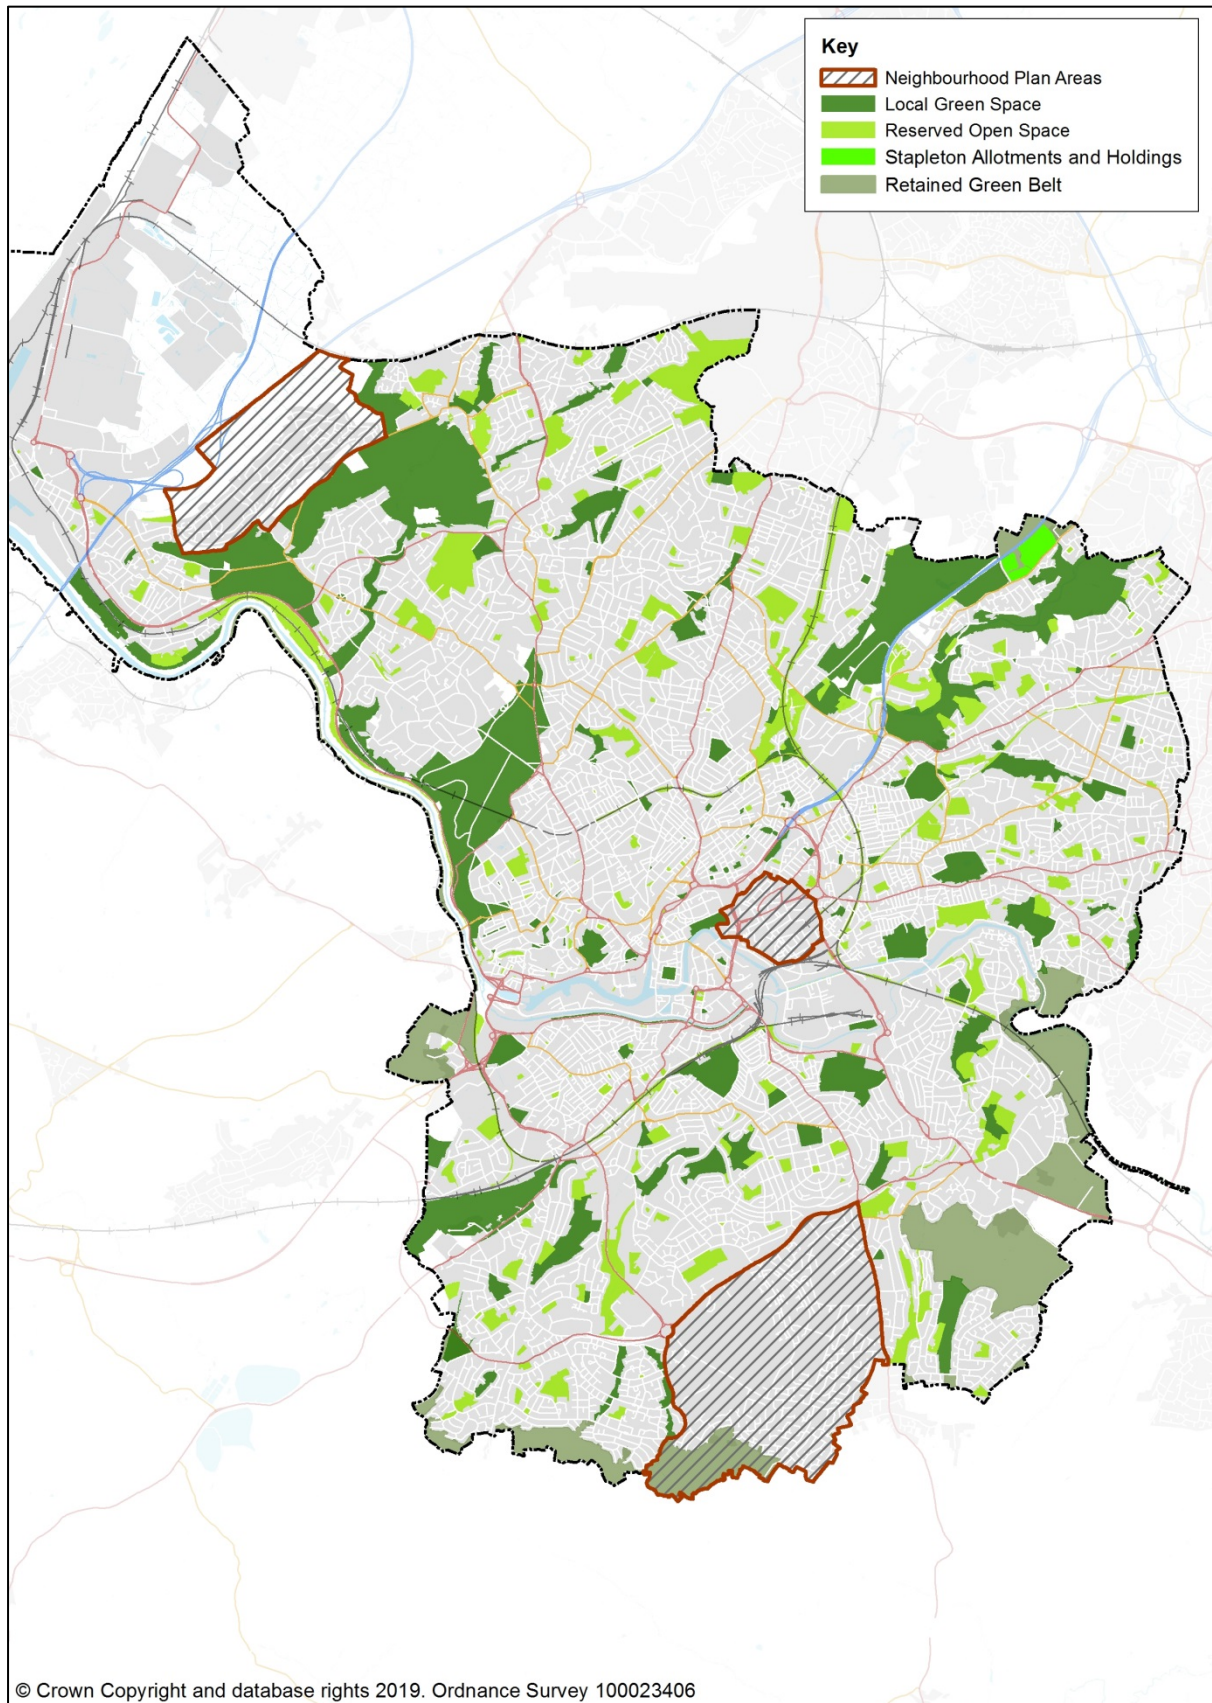 Key
Neighbourhood Plan Areas
Local Green Space
Reserved Open Space
Stapleton Allotments and Holdings
Retained Green Belt
© Crown Copyright and database rights 2019. Ordnance Survey 100023406